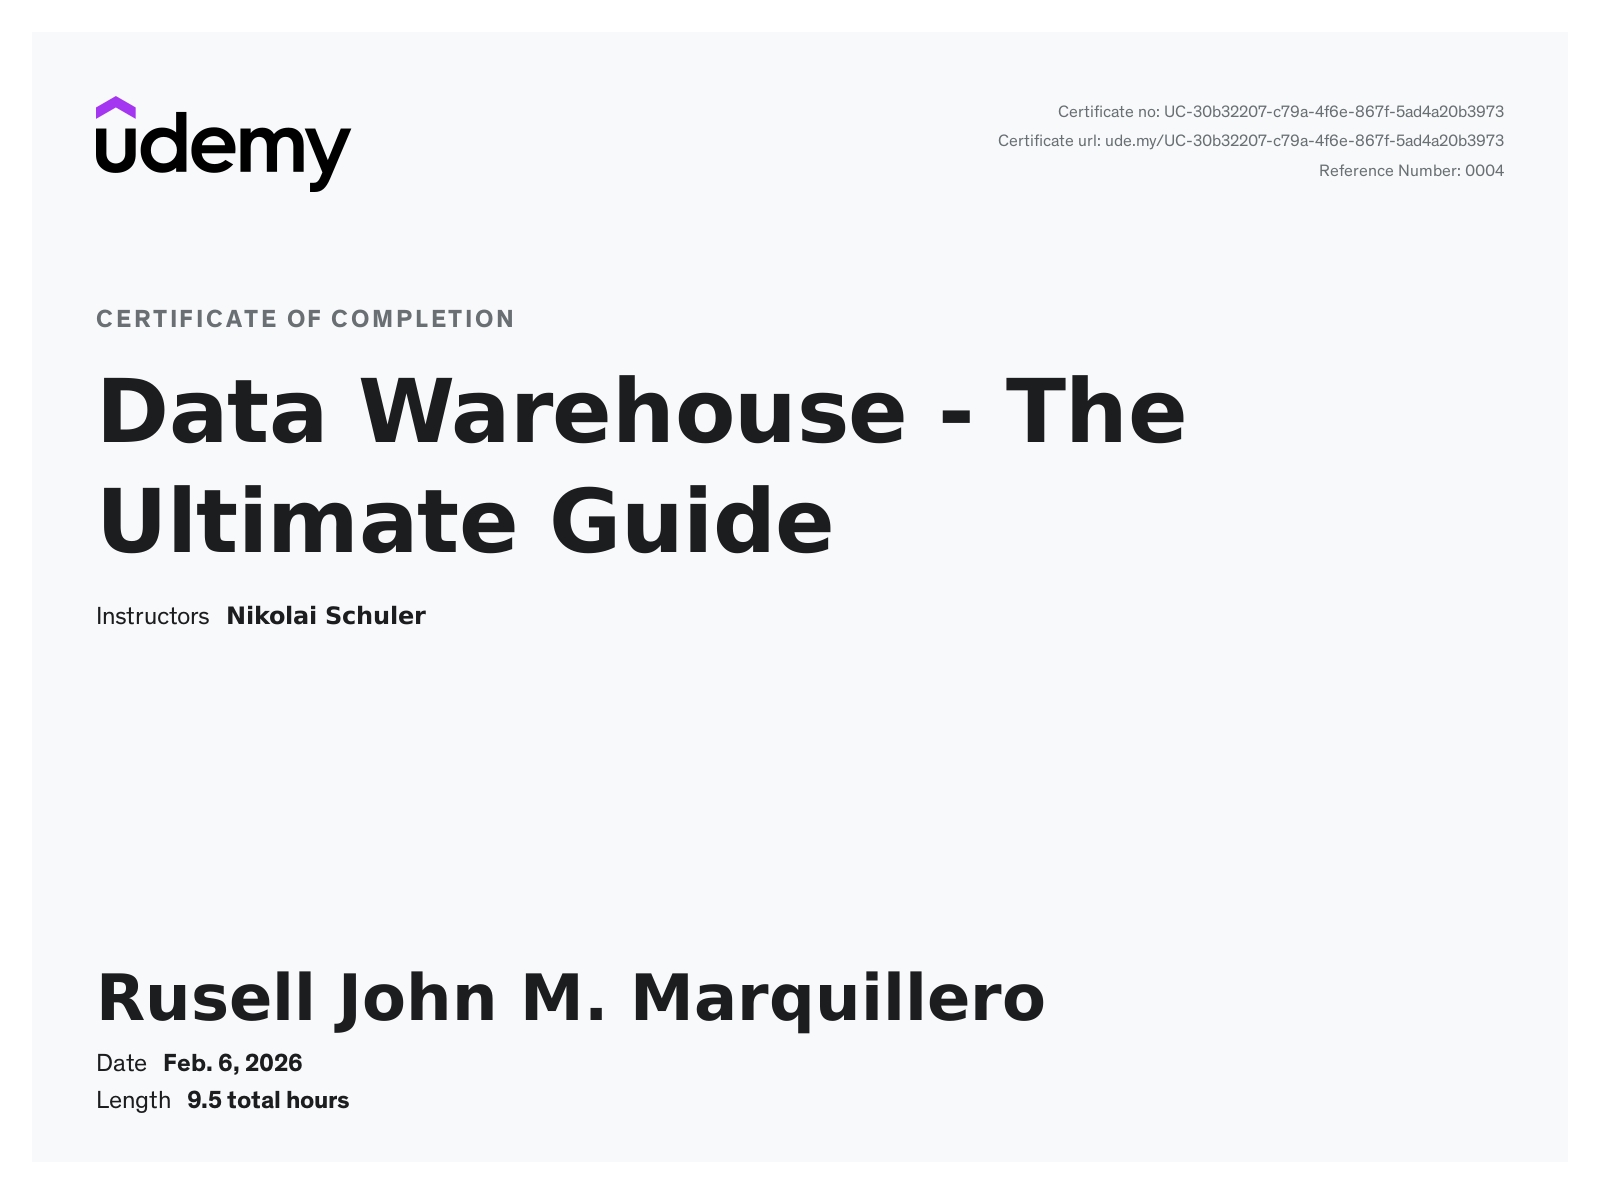 udemy
Certificate no: UC-30b32207-c79a-4f6e-867f-5ad4a20b3973
Certificate url: ude.my/UC-30b32207-c79a-4f6e-867f-5ad4a20b3973
Reference Number: 0004
CERTIFICATE OF COMPLETION
Data Warehouse - The
Ultimate Guide
Instructors Nikolai Schuler
Rusell John M. Marquillero
Date Feb. 6, 2026
Length 9.5 total hours